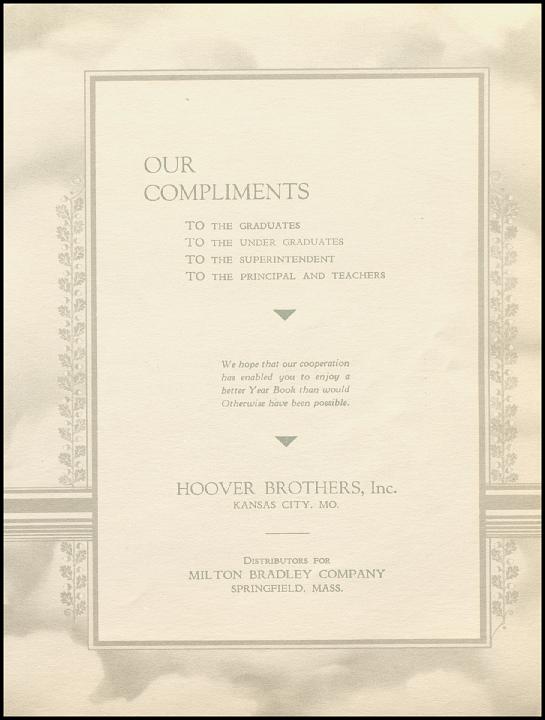 OUR
COMPLIMENTS
TO THE GRADUATES
TO THE UNDER GRADUATES
TO THE SUPERINTENDENT
TO THE PRINCIPAL AND TEACHERS
We hope that our cooperation
has enabled you to enjoy a
better Year Book than would
Otherwise have been possible.
HOOVER BROTHERS, Inc.
KANSAS CITY, MO.
DISTRIBUTORS FOR
MILTON BRADLEY COMPANY
SPRINGFIELD, MASS.